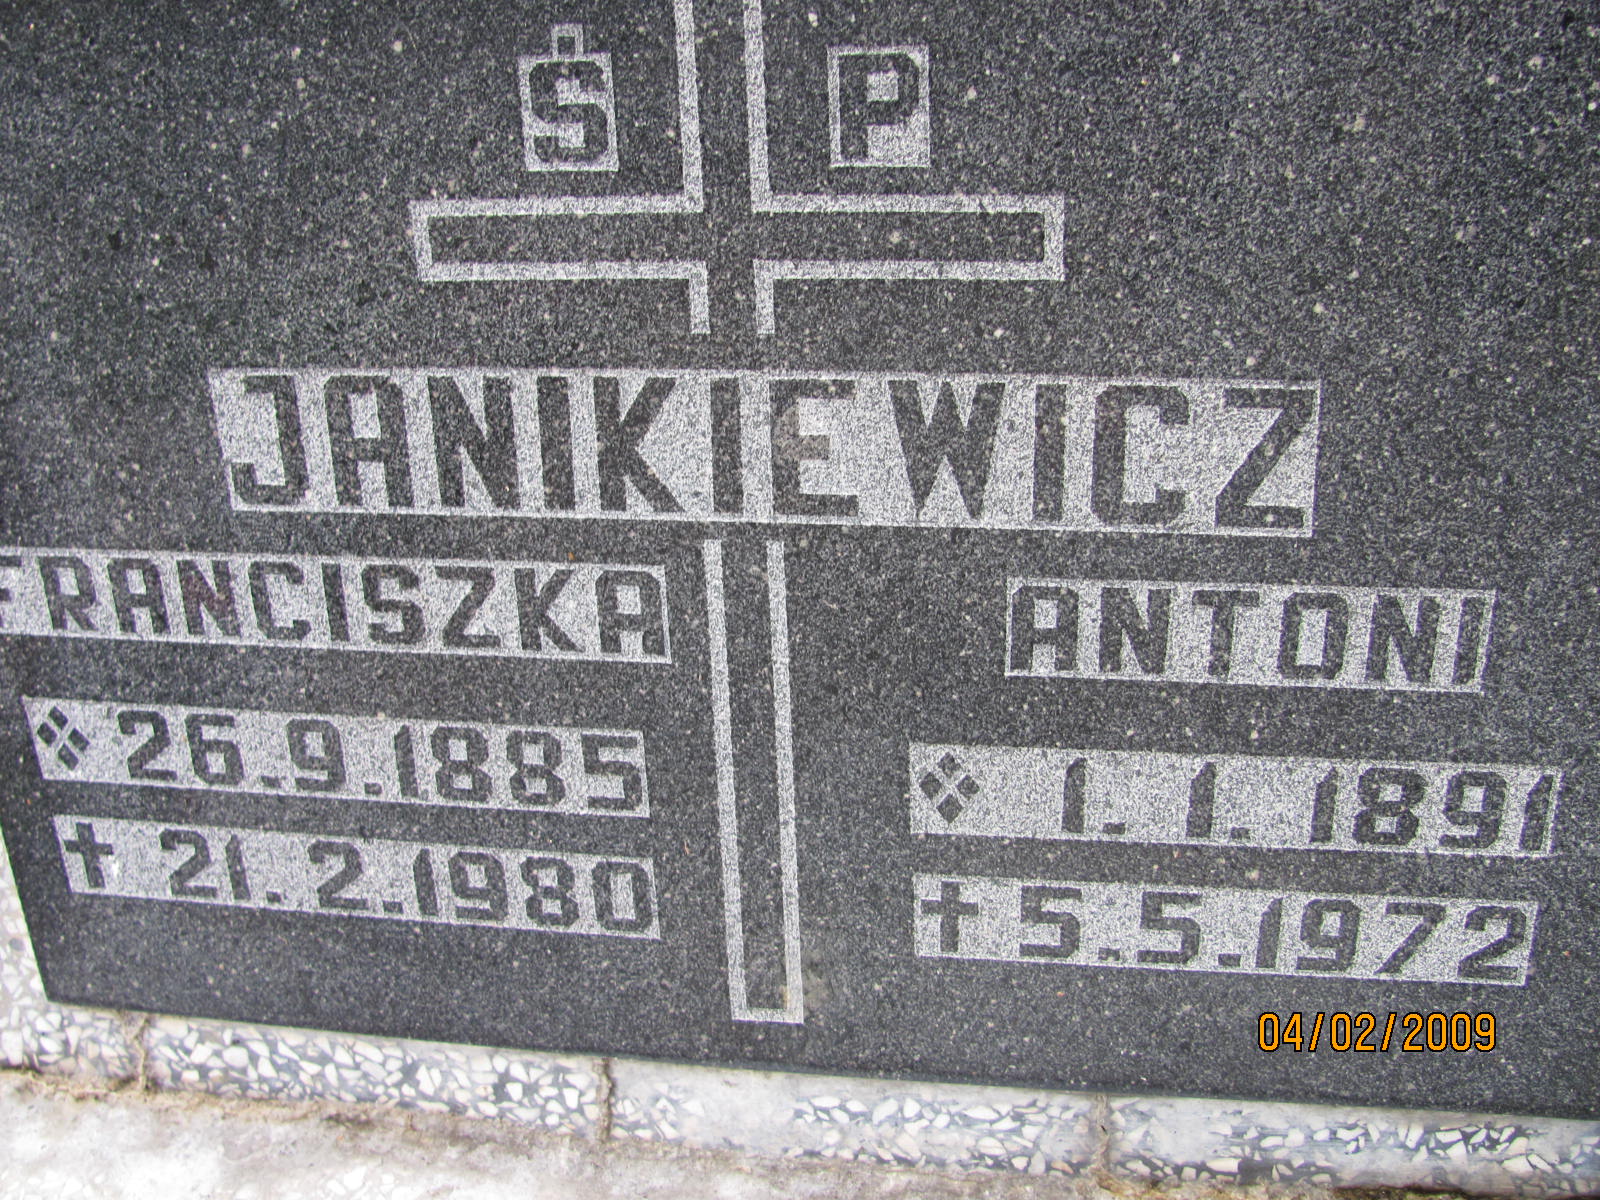 Ś P
JANIKIEWICZ
FRANCISZKA
26.9.1885
21.2.1980
ANTONI
1.1.1891
5.5.1972
04/02/2009